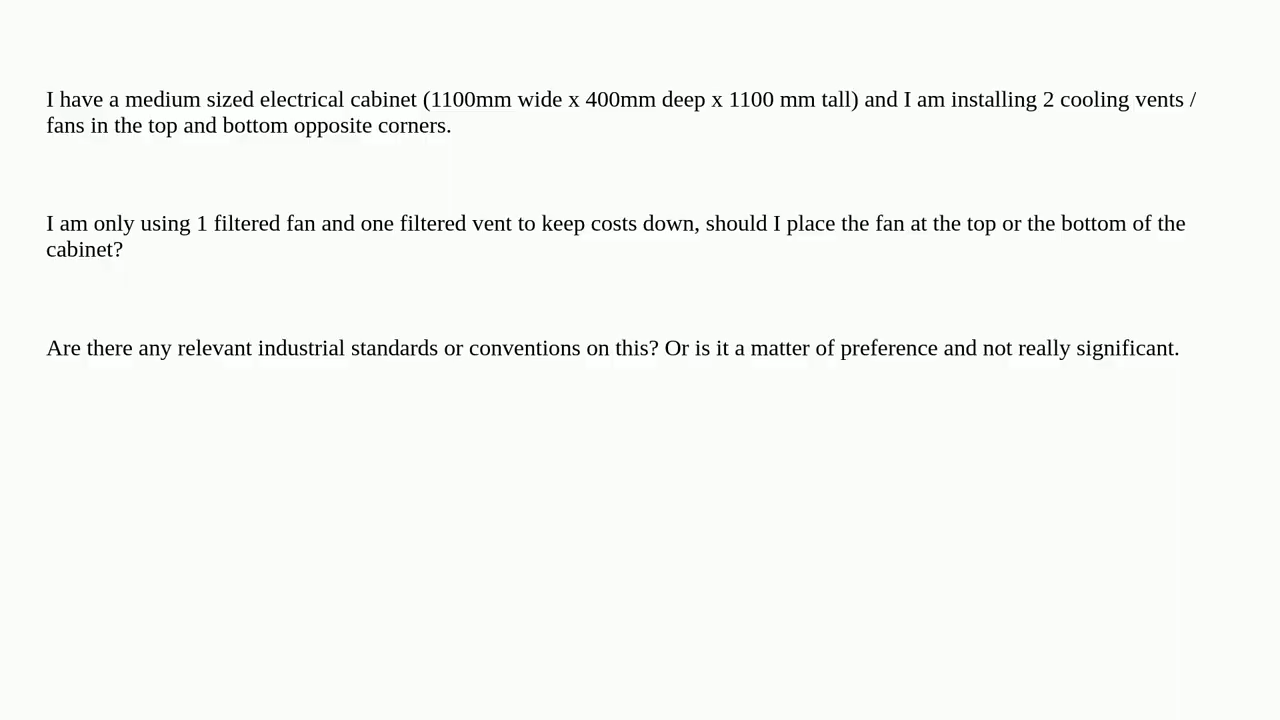 I have a medium sized electrical cabinet (1100mm wide x 400mm deep x 1100 mm tall) and I am installing 2 cooling vents /
fans in the top and bottom opposite corners.
I am only using 1 filtered fan and one filtered vent to keep costs down, should I place the fan at the top or the bottom of the
cabinet?
Are there any relevant industrial standards or conventions on this? Or is it a matter of preference and not really significant.